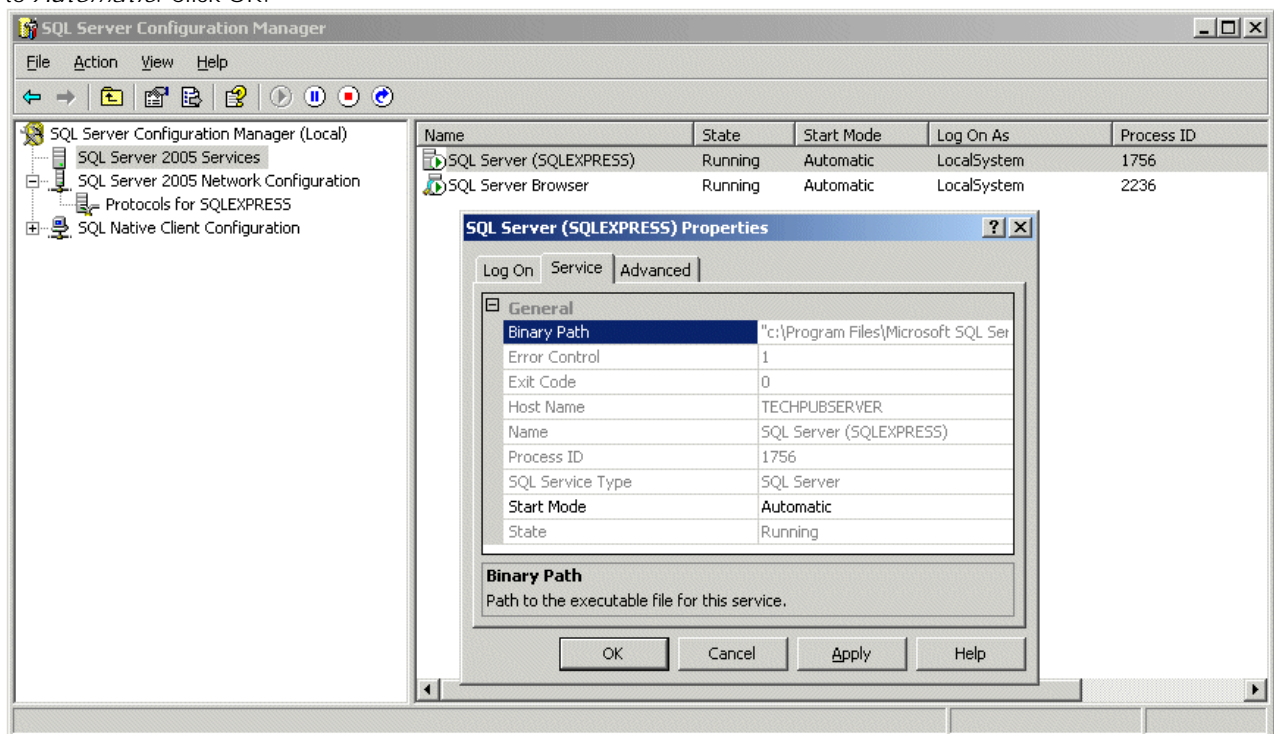 to Automatic. Click OK.
SQL Server Configuration Manager
File Action View Help
SQL Server Configuration Manager (Local)
SQL Server 2005 Services
SQL Server 2005 Network Configuration
Protocols for SQLEXPRESS
SQL Native Client Configuration
Name State Start Mode Log On As Process ID
SQL Server (SQLEXPRESS) Running Automatic LocalSystem 1756
SQL Server Browser Running Automatic LocalSystem 2236
SQL Server (SQLEXPRESS) Properties
Log On Service Advanced
General
Binary Path "c:\Program Files\Microsoft SQL Ser
Error Control 1
Exit Code 0
Host Name TECHPUBSERVER
Name SQL Server (SQLEXPRESS)
Process ID 1756
SQL Service Type SQL Server
Start Mode Automatic
State Running
Binary Path
Path to the executable file for this service.
OK Cancel Apply Help